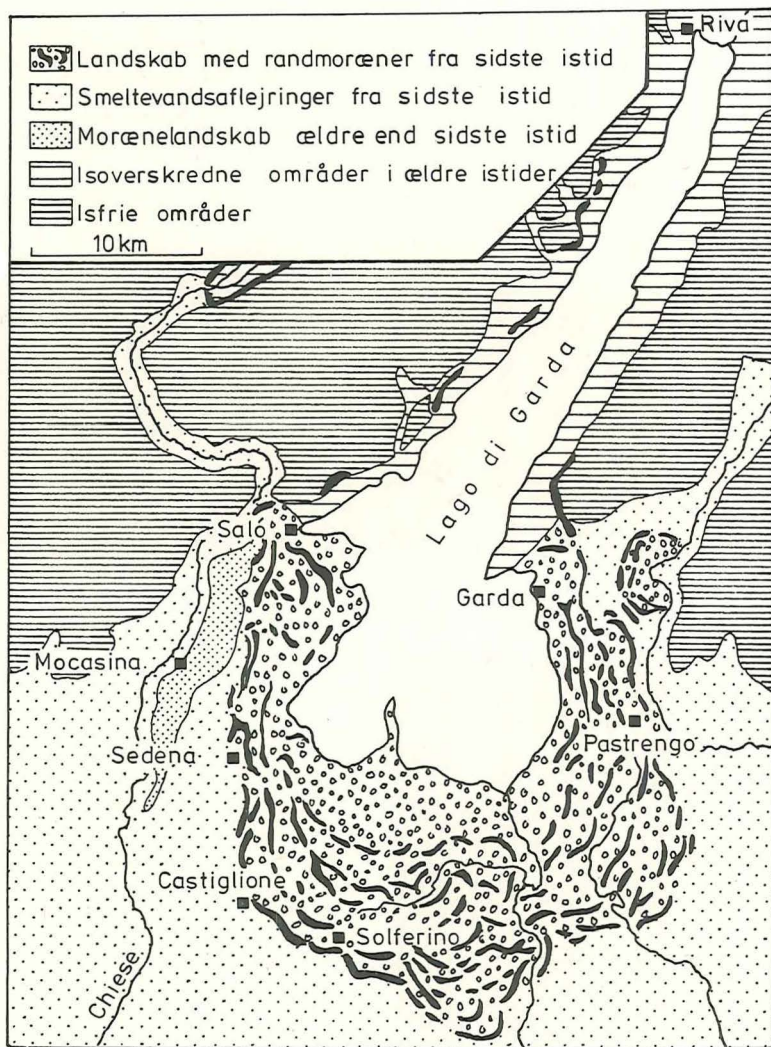 Landskab med randmoræner fra sidste istid
Smeltevandsaflejringer fra sidste istid
Morænelandskab ældre end sidste istid
Isoverskredne områder i ældre istider
Isfrie områder
10 km
Rivá
Lago di Garda
Saló
Garda
Mocasina
Pastrengo
Sedena
Castiglione
Solferino
Chiese